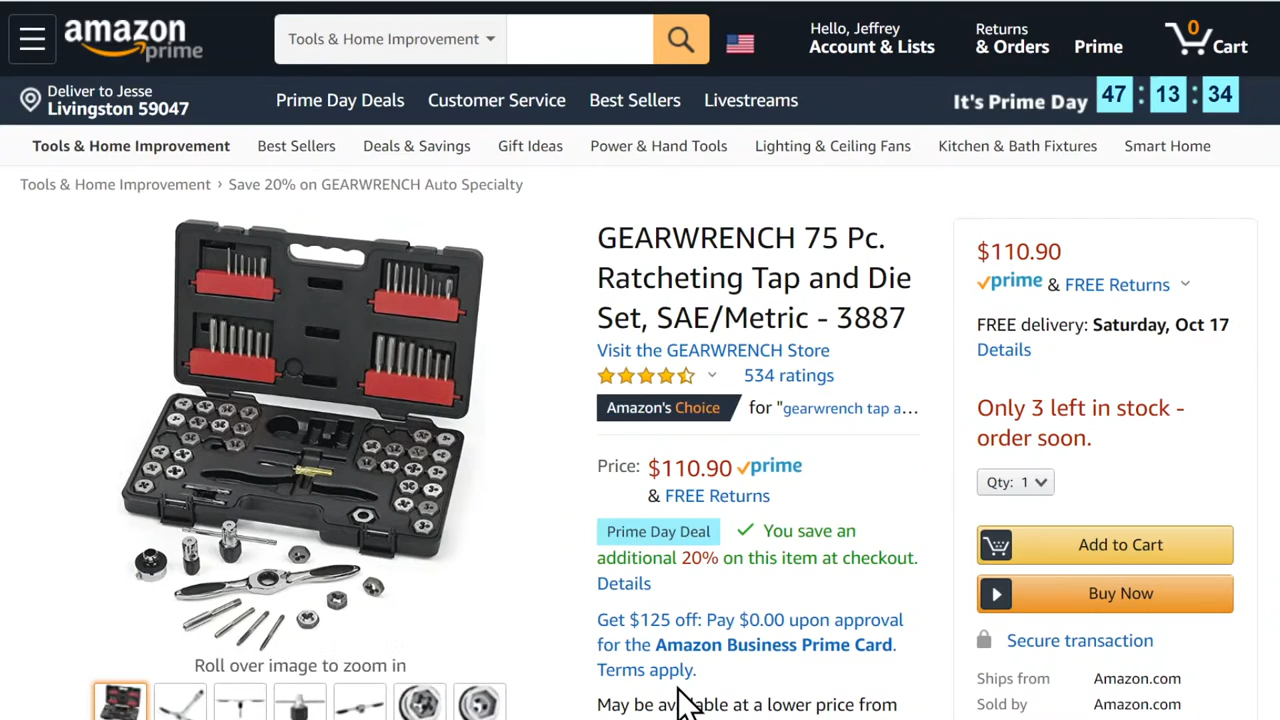 amazon
prime
Tools & Home Improvement
Hello, Jeffrey
Account & Lists
Returns
& Orders
Prime
0
Cart
Deliver to Jesse
Livingston 59047
Prime Day Deals
Customer Service
Best Sellers
Livestreams
It's Prime Day 47 : 13 : 34
Tools & Home Improvement
Best Sellers
Deals & Savings
Gift Ideas
Power & Hand Tools
Lighting & Ceiling Fans
Kitchen & Bath Fixtures
Smart Home
Tools & Home Improvement › Save 20% on GEARWRENCH Auto Specialty
Roll over image to zoom in
GEARWRENCH 75 Pc.
Ratcheting Tap and Die
Set, SAE/Metric - 3887
Visit the GEARWRENCH Store
534 ratings
Amazon's Choice for "gearwrench tap a...
Price: $110.90 prime
& FREE Returns
Prime Day Deal You save an
additional 20% on this item at checkout.
Details
Get $125 off: Pay $0.00 upon approval
for the Amazon Business Prime Card.
Terms apply.
May be at a lower price from
$110.90
prime & FREE Returns
FREE delivery: Saturday, Oct 17
Details
Only 3 left in stock -
order soon.
Qty: 1
Add to Cart
Buy Now
Secure transaction
Ships from Amazon.com
Sold by Amazon.com